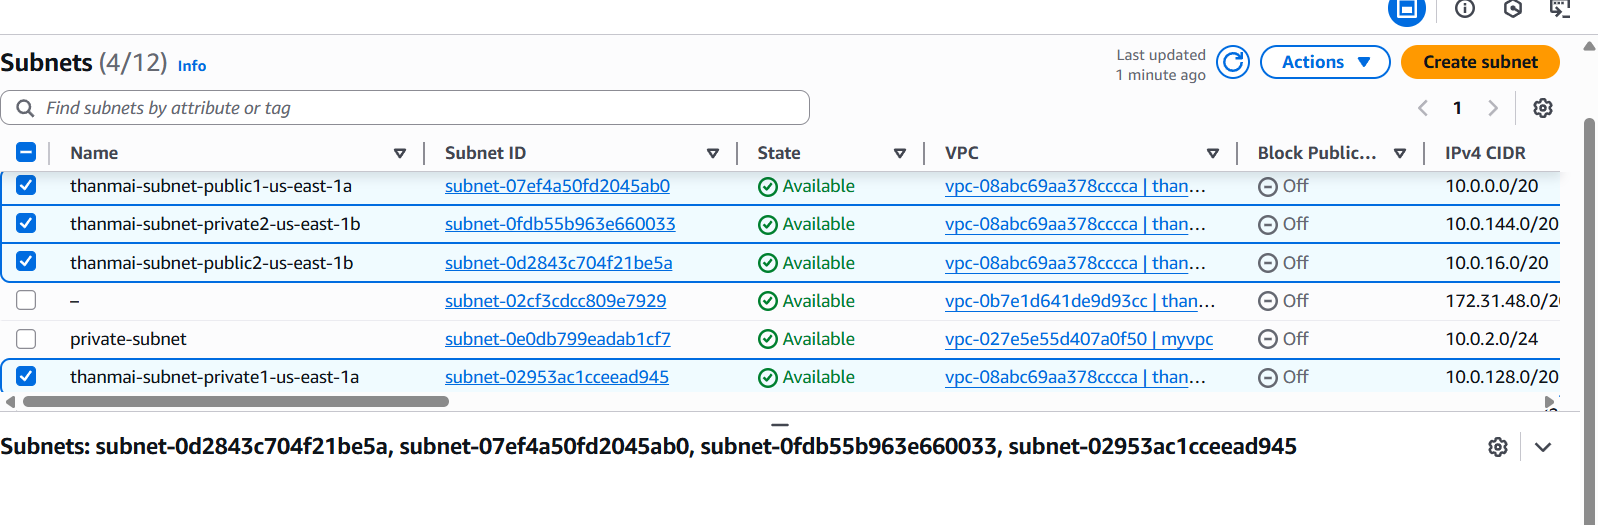 Subnets (4/12) Info
Last updated
1 minute ago
Actions
Create subnet
Find subnets by attribute or tag
1
Name Subnet ID State VPC Block Public... IPv4 CIDR
thanmai-subnet-public1-us-east-1a subnet-07ef4a50fd2045ab0 Available vpc-08abc69aa378cccca | than... Off 10.0.0.0/20
thanmai-subnet-private2-us-east-1b subnet-0fdb55b963e660033 Available vpc-08abc69aa378cccca | than... Off 10.0.144.0/20
thanmai-subnet-public2-us-east-1b subnet-0d2843c704f21be5a Available vpc-08abc69aa378cccca | than... Off 10.0.16.0/20
– subnet-02cf3cdcc809e7929 Available vpc-0b7e1d641de9d93cc | than... Off 172.31.48.0/2
private-subnet subnet-0e0db799eadab1cf7 Available vpc-027e5e55d407a0f50 | myvpc Off 10.0.2.0/24
thanmai-subnet-private1-us-east-1a subnet-02953ac1cceead945 Available vpc-08abc69aa378cccca | than... Off 10.0.128.0/20
Subnets: subnet-0d2843c704f21be5a, subnet-07ef4a50fd2045ab0, subnet-0fdb55b963e660033, subnet-02953ac1cceead945